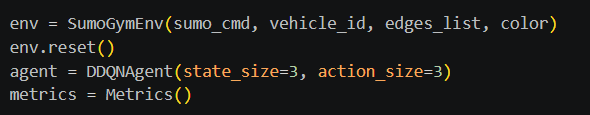 env = SumoGymEnv(sumo_cmd, vehicle_id, edges_list, color)
env.reset()
agent = DDQNAgent(state_size=3, action_size=3)
metrics = Metrics()